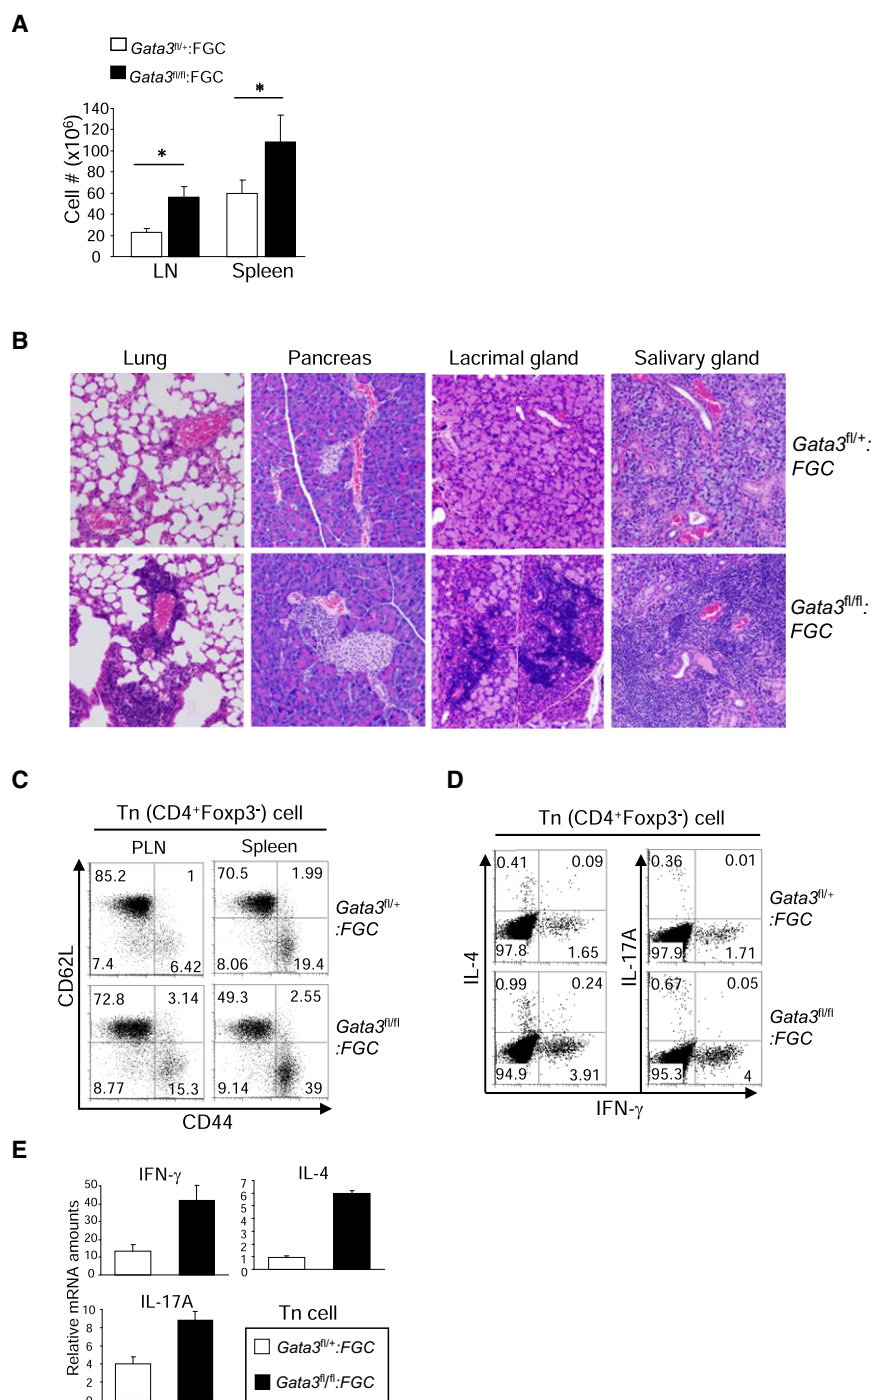 A
Gata3fl/+:FGC
Gata3fl/fl:FGC
* *
140
120
100
80
60
40
20
0
Cell # (x10⁶)
LN Spleen
B
Lung Pancreas Lacrimal gland Salivary gland
Gata3fl/+:
FGC
Gata3fl/fl:
FGC
C
Tn (CD4⁺Foxp3⁻) cell
PLN Spleen
85.2 1 70.5 1.99
7.4 6.42 8.06 19.4
Gata3fl/+
:FGC
72.8 3.14 49.3 2.55
8.77 15.3 9.14 39
Gata3fl/fl
:FGC
CD62L
CD44
D
Tn (CD4⁺Foxp3⁻) cell
0.41 0.09 0.36 0.01
97.8 1.65 97.9 1.71
Gata3fl/+
:FGC
0.99 0.24 0.67 0.05
94.9 3.91 95.3 4
Gata3fl/fl
:FGC
IL-4
IL-17A
IFN-γ
E
Relative mRNA amounts
IFN-γ
50
40
30
20
10
0
IL-4
7
6
5
4
3
2
1
0
IL-17A
10
8
6
4
2
0
Tn cell
Gata3fl/+:FGC
Gata3fl/fl:FGC